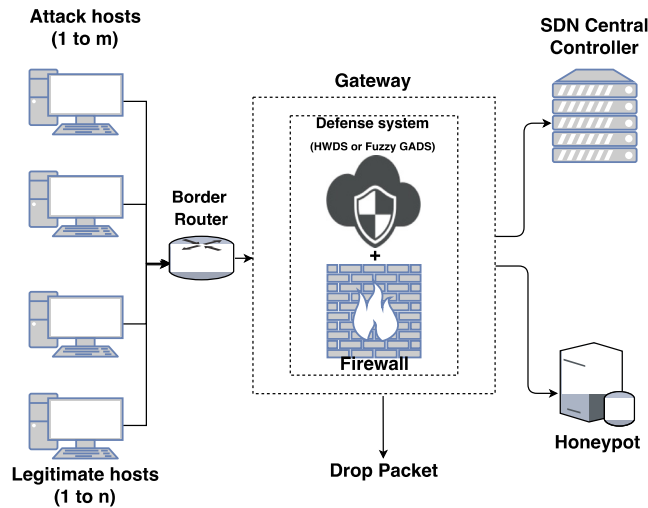 Attack hosts
(1 to m)
SDN Central
Controller
Gateway
Defense system
(HWDS or Fuzzy GADS)
Border
Router
+
Firewall
Honeypot
Drop Packet
Legitimate hosts
(1 to n)